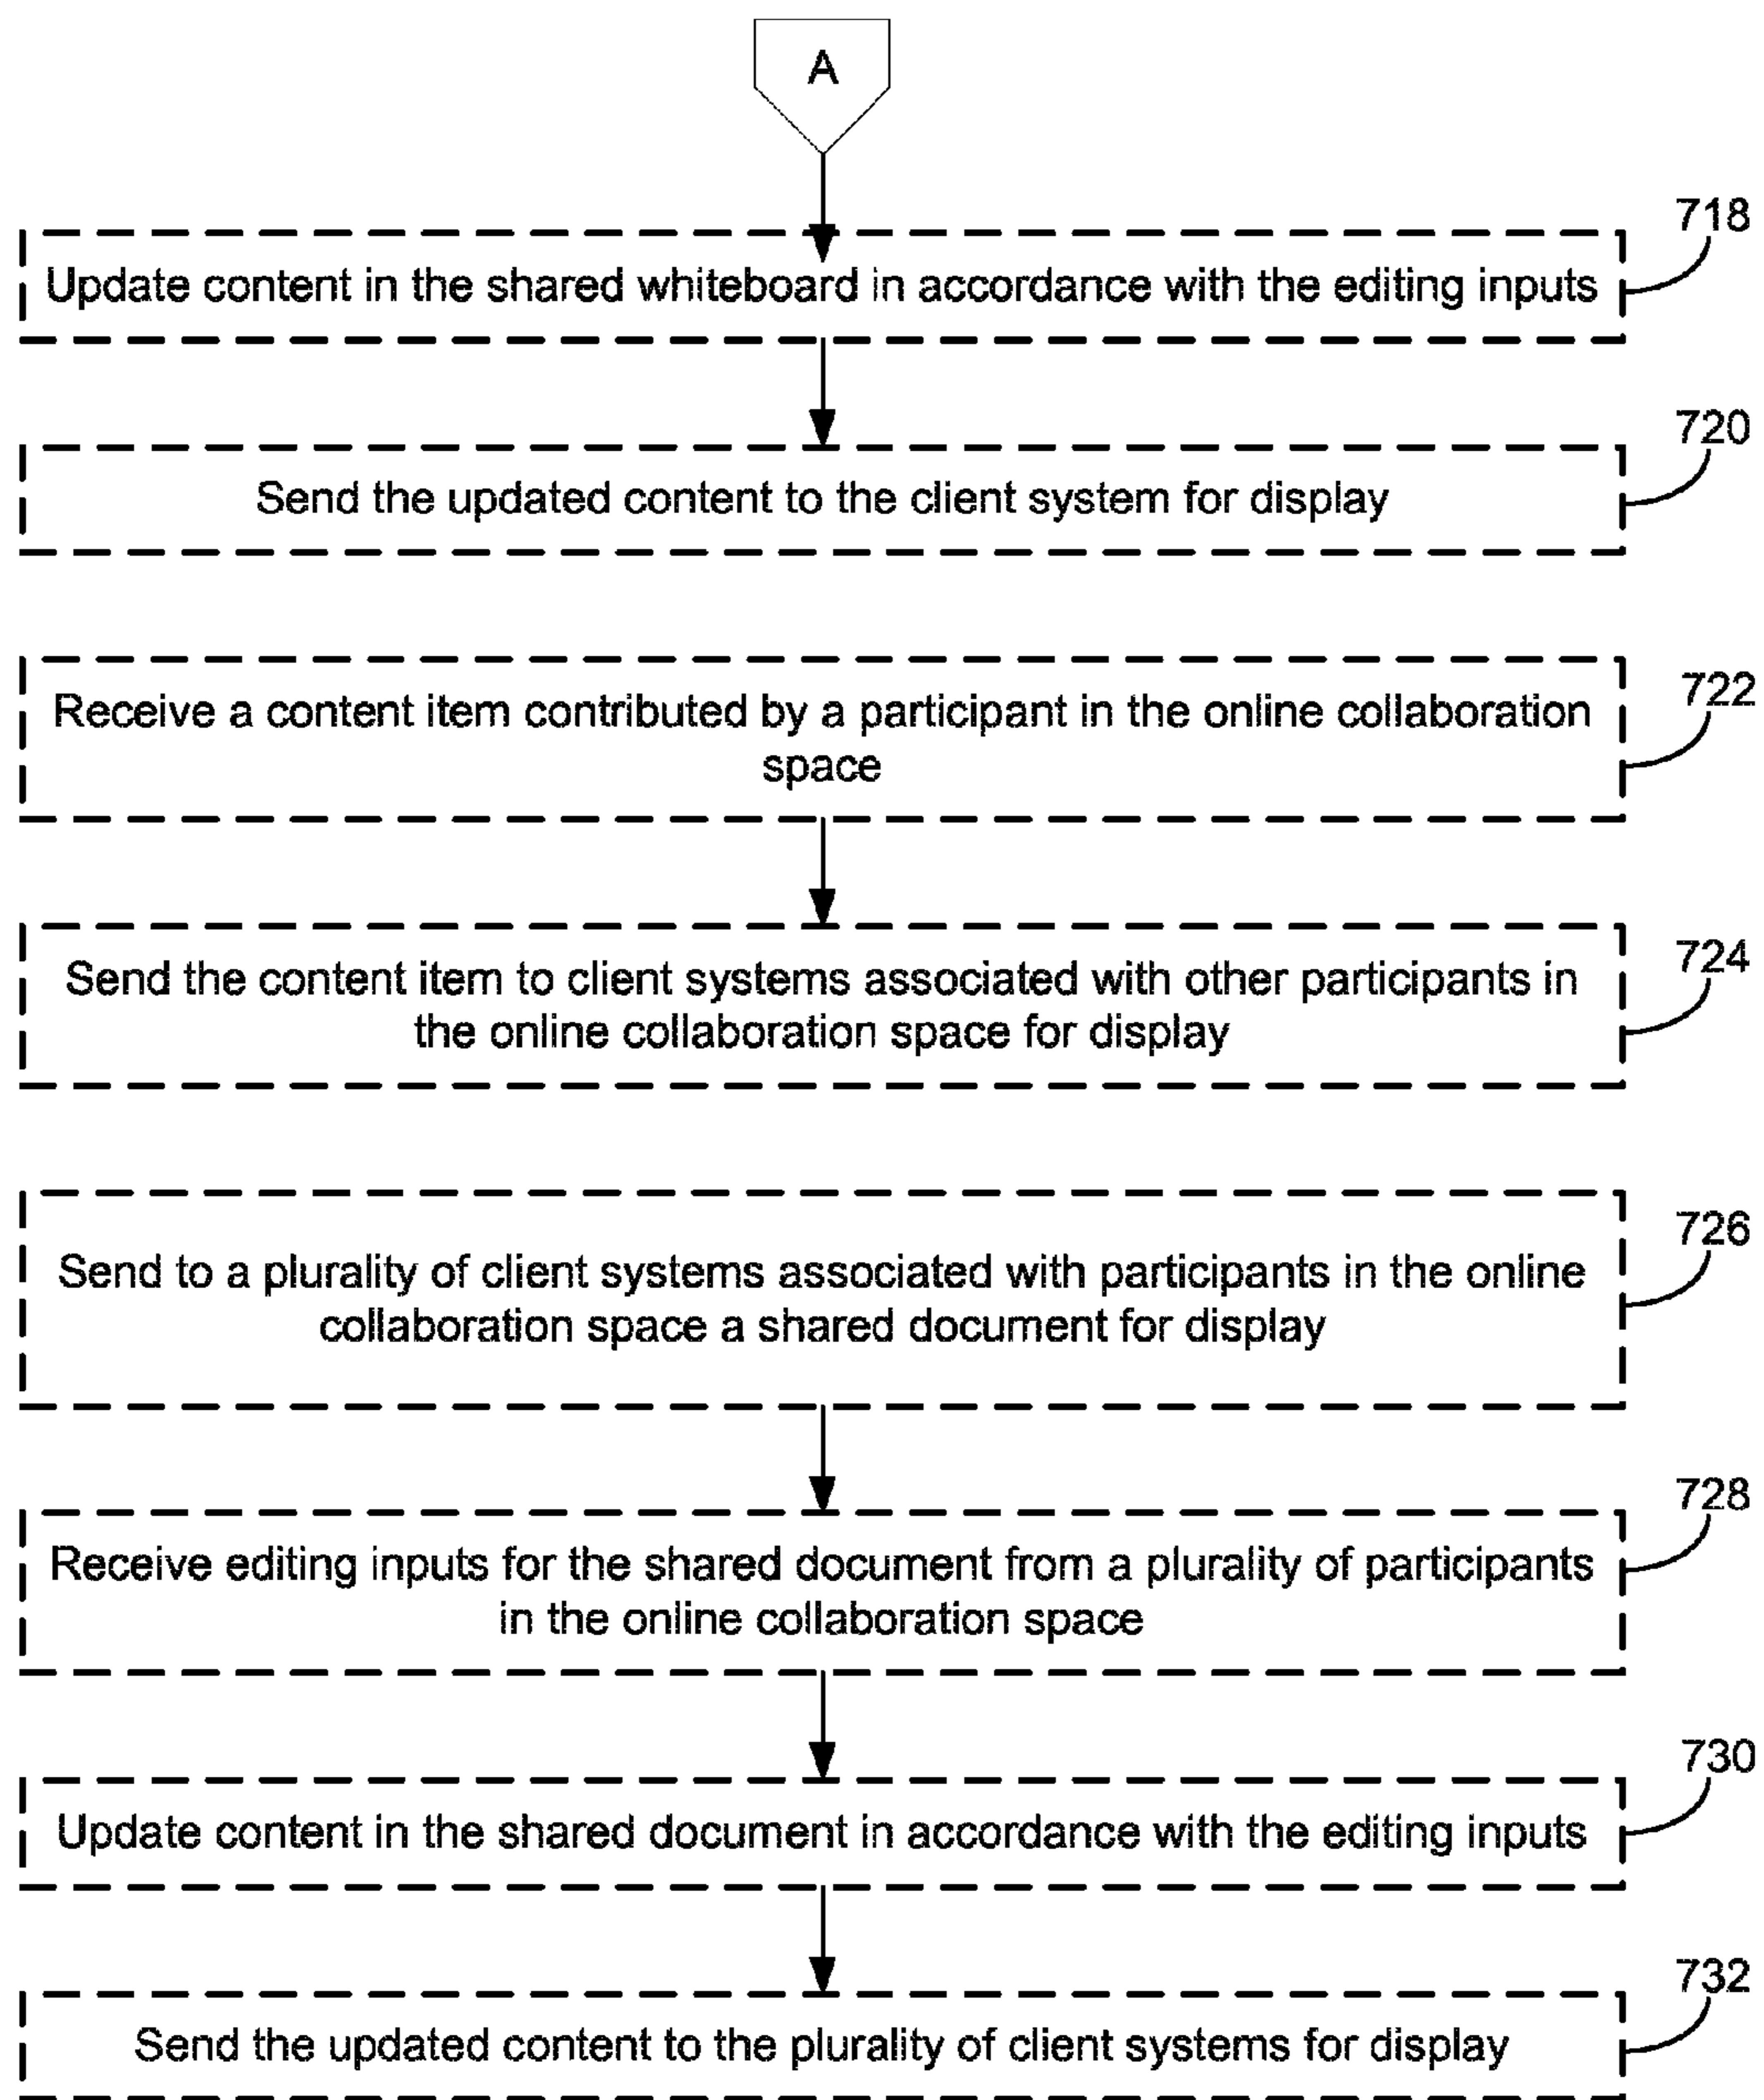 A
718
Update content in the shared whiteboard in accordance with the editing inputs
720
Send the updated content to the client system for display
722
Receive a content item contributed by a participant in the online collaboration
space
724
Send the content item to client systems associated with other participants in
the online collaboration space for display
726
Send to a plurality of client systems associated with participants in the online
collaboration space a shared document for display
728
Receive editing inputs for the shared document from a plurality of participants
in the online collaboration space
730
Update content in the shared document in accordance with the editing inputs
732
Send the updated content to the plurality of client systems for display